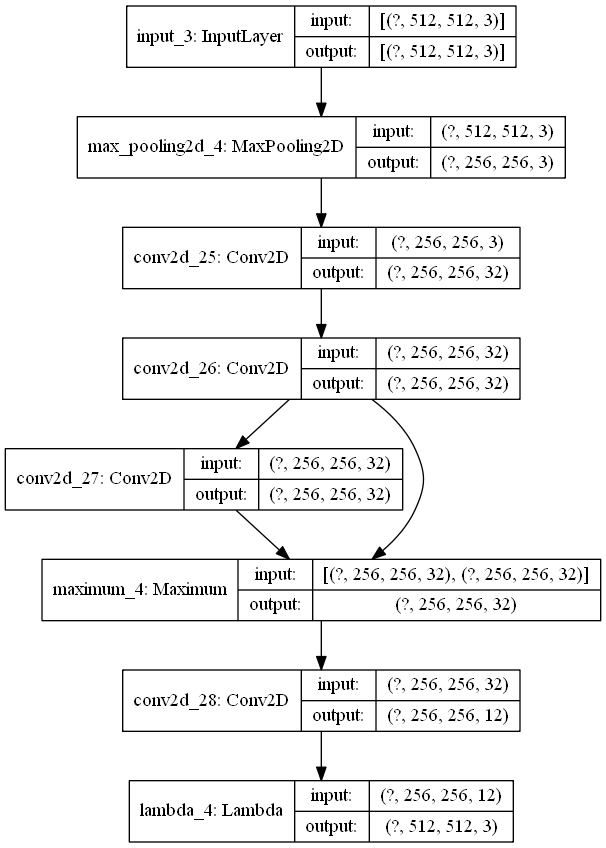 input_3: InputLayer
input:
[(?, 512, 512, 3)]
output:
[(?, 512, 512, 3)]
max_pooling2d_4: MaxPooling2D
input:
(?, 512, 512, 3)
output:
(?, 256, 256, 3)
conv2d_25: Conv2D
input:
(?, 256, 256, 3)
output:
(?, 256, 256, 32)
conv2d_26: Conv2D
input:
(?, 256, 256, 32)
output:
(?, 256, 256, 32)
conv2d_27: Conv2D
input:
(?, 256, 256, 32)
output:
(?, 256, 256, 32)
maximum_4: Maximum
input:
[(?, 256, 256, 32), (?, 256, 256, 32)]
output:
(?, 256, 256, 32)
conv2d_28: Conv2D
input:
(?, 256, 256, 32)
output:
(?, 256, 256, 12)
lambda_4: Lambda
input:
(?, 256, 256, 12)
output:
(?, 512, 512, 3)